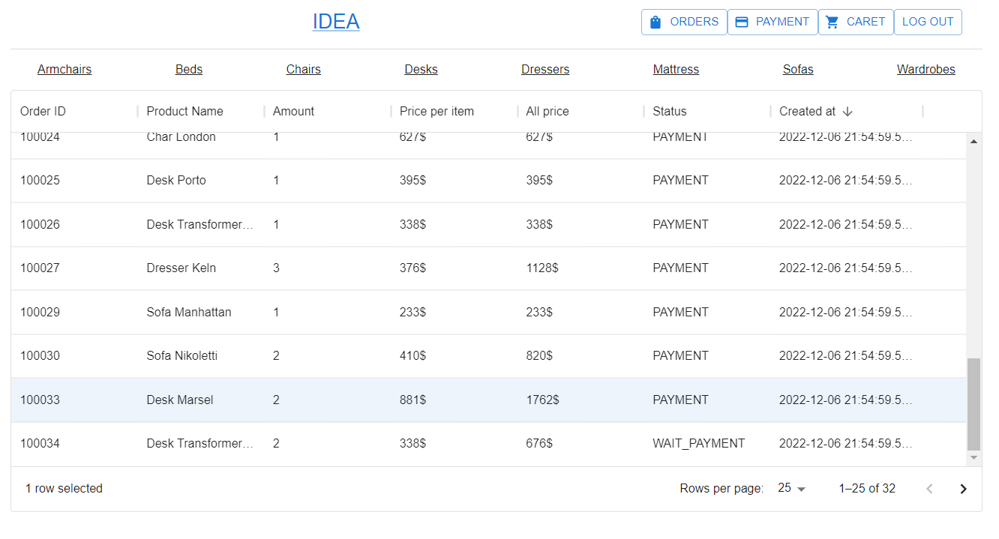 IDEA ORDERS PAYMENT CARET LOG OUT
Armchairs Beds Chairs Desks Dressers Mattress Sofas Wardrobes
Order ID Product Name Amount Price per item All price Status Created at
100024 Char London 1 627$ 627$ PAYMENT 2022-12-06 21:54:59.5...
100025 Desk Porto 1 395$ 395$ PAYMENT 2022-12-06 21:54:59.5...
100026 Desk Transformer... 1 338$ 338$ PAYMENT 2022-12-06 21:54:59.5...
100027 Dresser Keln 3 376$ 1128$ PAYMENT 2022-12-06 21:54:59.5...
100029 Sofa Manhattan 1 233$ 233$ PAYMENT 2022-12-06 21:54:59.5...
100030 Sofa Nikoletti 2 410$ 820$ PAYMENT 2022-12-06 21:54:59.5...
100033 Desk Marsel 2 881$ 1762$ PAYMENT 2022-12-06 21:54:59.5...
100034 Desk Transformer... 2 338$ 676$ WAIT_PAYMENT 2022-12-06 21:54:59.5...
1 row selected Rows per page: 25 1–25 of 32